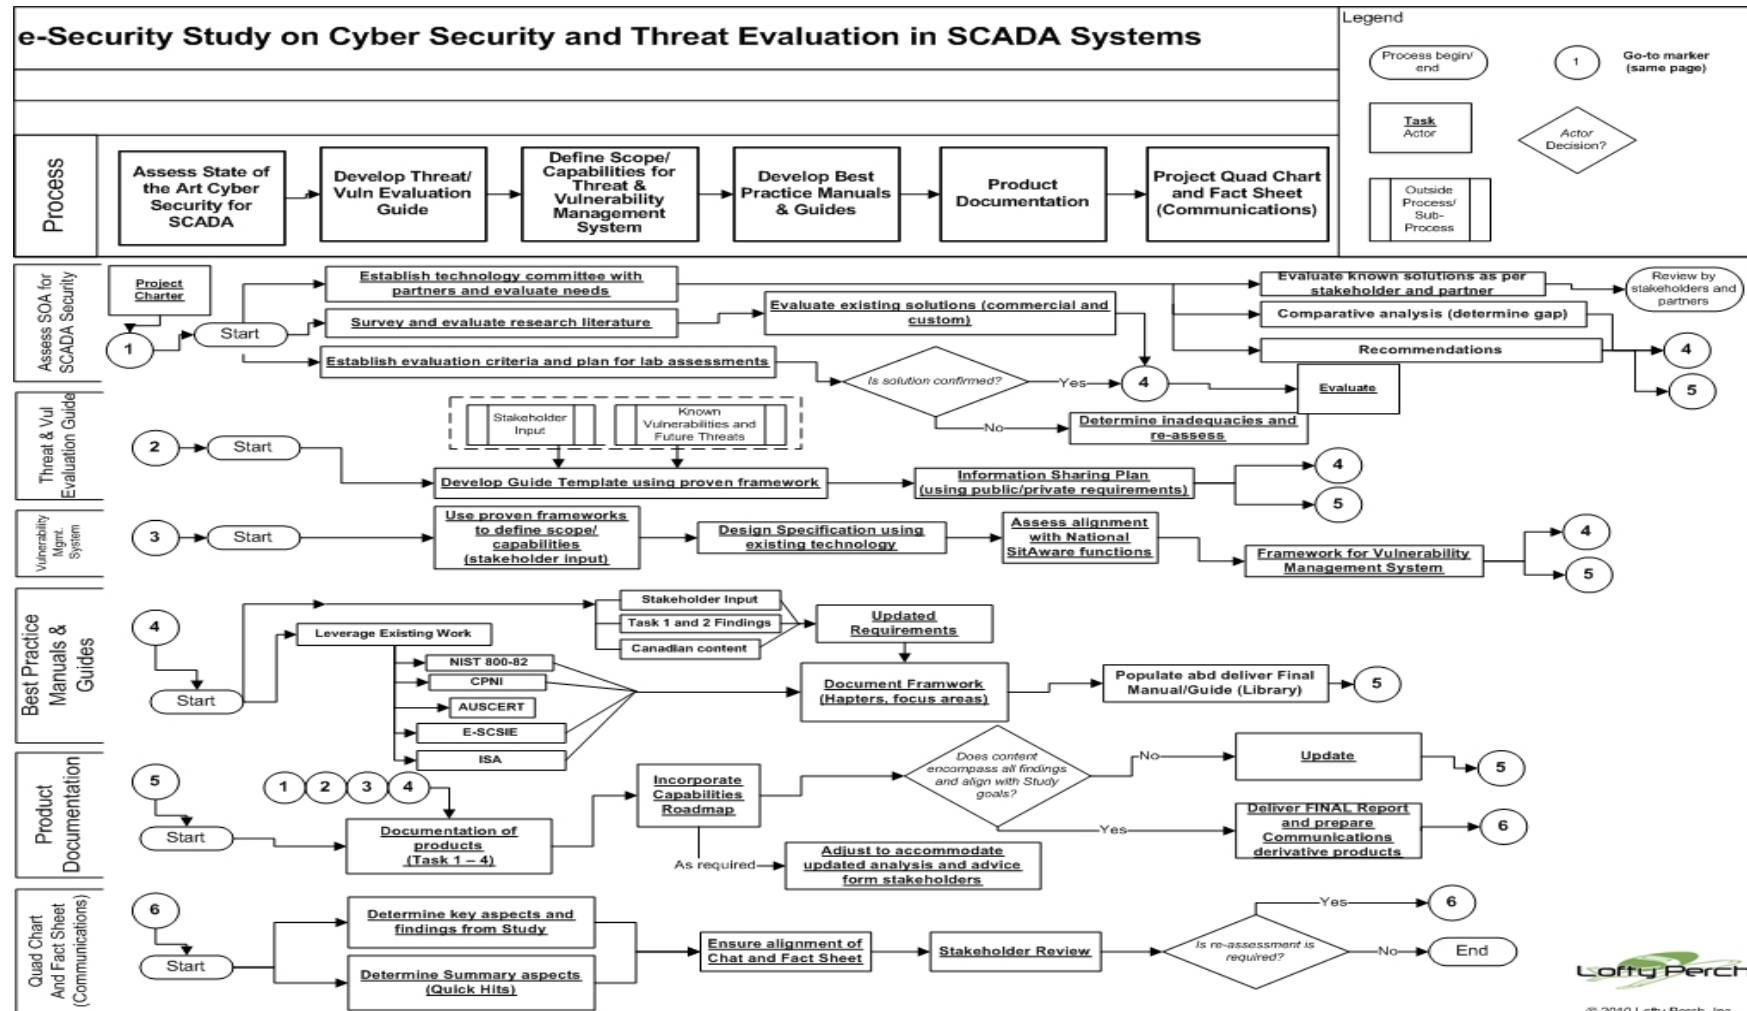 e-Security Study on Cyber Security and Threat Evaluation in SCADA Systems
Legend
Process begin/
end
1
Go-to marker
(same page)
Task
Actor
Actor
Decision?
Outside
Process/
Sub-
Process
Process
Assess State of
the Art Cyber
Security for
SCADA
Develop Threat/
Vuln Evaluation
Guide
Define Scope/
Capabilities for
Threat &
Vulnerability
Management
System
Develop Best
Practice Manuals
& Guides
Product
Documentation
Project Quad Chart
and Fact Sheet
(Communications)
Assess SOA for
SCADA Security
Project
Charter
1
Start
Establish technology committee with
partners and evaluate needs
Survey and evaluate research literature
Establish evaluation criteria and plan for lab assessments
Evaluate existing solutions (commercial and
custom)
Is solution confirmed?
Yes
4
No
Evaluate
Determine inadequacies and
re-assess
Evaluate known solutions as per
stakeholder and partner
Comparative analysis (determine gap)
Recommendations
Review by
stakeholders and
partners
4
5
Threat & Vul
Evaluation Guide
2
Start
Stakeholder
Input
Known
Vulnerabilities and
Future Threats
Develop Guide Template using proven framework
Information Sharing Plan
(using public/private requirements)
4
5
Vulnerability
Mgmt.
System
3
Start
Use proven frameworks
to define scope/
capabilities
(stakeholder input)
Design Specification using
existing technology
Assess alignment
with National
SitAware functions
Framework for Vulnerability
Management System
4
5
Best Practice
Manuals &
Guides
4
Start
Leverage Existing Work
NIST 800-82
CPNI
AUSCERT
E-SCSIE
ISA
Stakeholder Input
Task 1 and 2 Findings
Canadian content
Updated
Requirements
Document Framwork
(Hapters, focus areas)
Populate abd deliver Final
Manual/Guide (Library)
5
Product
Documentation
5
Start
1
2
3
4
Documentation of
products
(Task 1 – 4)
Incorporate
Capabilities
Roadmap
As required
Adjust to accommodate
updated analysis and advice
form stakeholders
Does content
encompass all findings
and align with Study
goals?
No
Update
5
Yes
Deliver FINAL Report
and prepare
Communications
derivative products
6
Quad Chart
And Fact Sheet
(Communications)
6
Start
Determine key aspects and
findings from Study
Determine Summary aspects
(Quick Hits)
Ensure alignment of
Chat and Fact Sheet
Stakeholder Review
Is re-assessment is
required?
Yes
6
No
End
Lofty Perch
© 2010 Lofty Perch, Inc